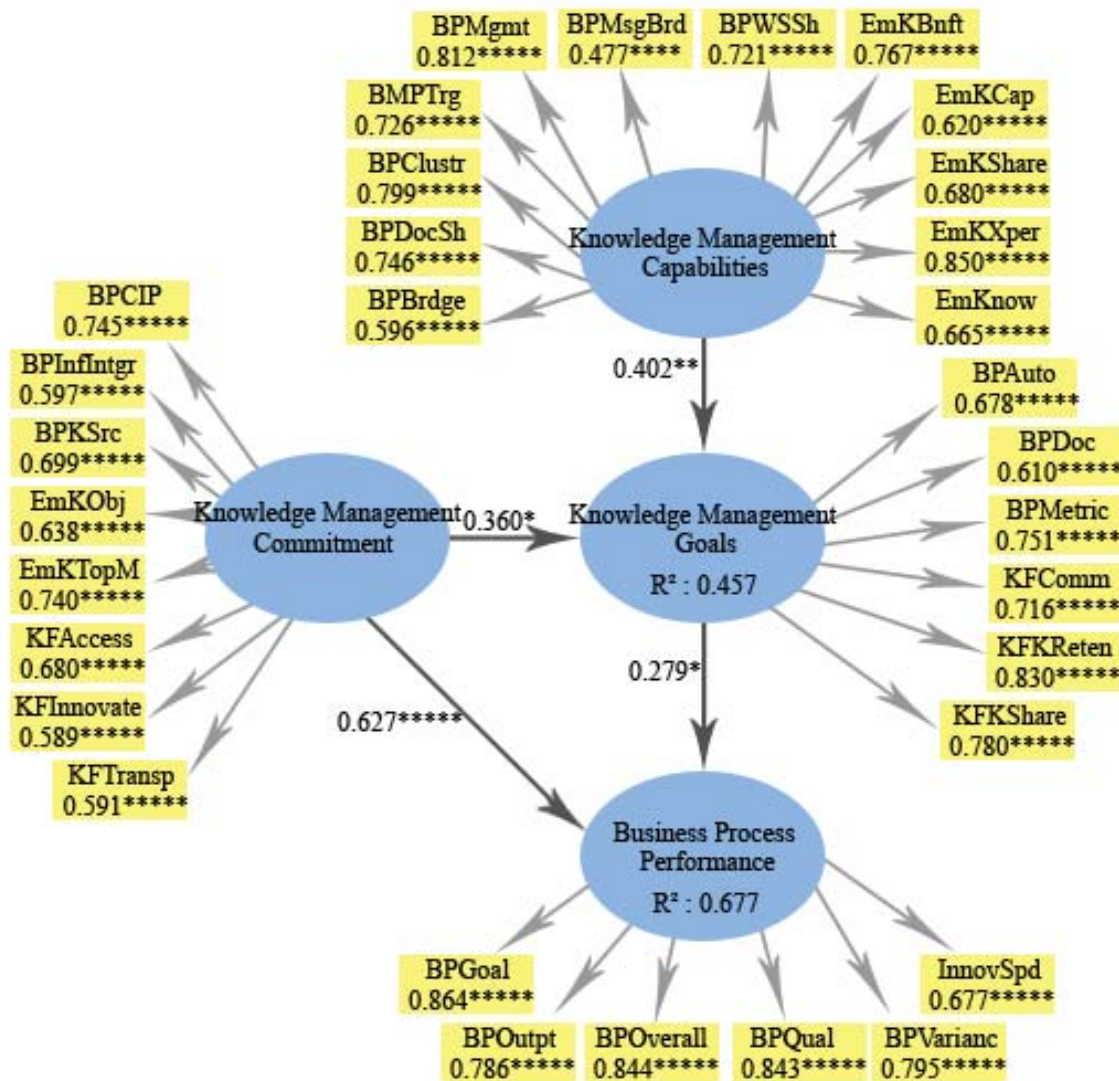 BPMgmt
0.812*****
BPMsgBrd
0.477****
BPWSSh
0.721*****
EmKBnft
0.767*****
BMPTrg
0.726*****
BPClustr
0.799*****
BPDocSh
0.746*****
BPBrdge
0.596*****
EmKCap
0.620*****
EmKShare
0.680*****
EmKXper
0.850*****
EmKnow
0.665*****
Knowledge Management
Capabilities
0.402**
BPCIP
0.745*****
BPInfIntgr
0.597*****
BPKSrc
0.699*****
EmKObj
0.638*****
EmKTopM
0.740*****
KFAccess
0.680*****
KFInnovate
0.589*****
KFTransp
0.591*****
Knowledge Management
Commitment
0.360*
Knowledge Management
Goals
R² : 0.457
BPAuto
0.678*****
BPDoc
0.610*****
BPMetric
0.751*****
KFComm
0.716*****
KFKReten
0.830*****
KFKShare
0.780*****
0.627*****
0.279*
Business Process
Performance
R² : 0.677
BPGoal
0.864*****
BPOutpt
0.786*****
BPOverall
0.844*****
BPQual
0.843*****
BPVarianc
0.795*****
InnovSpd
0.677*****